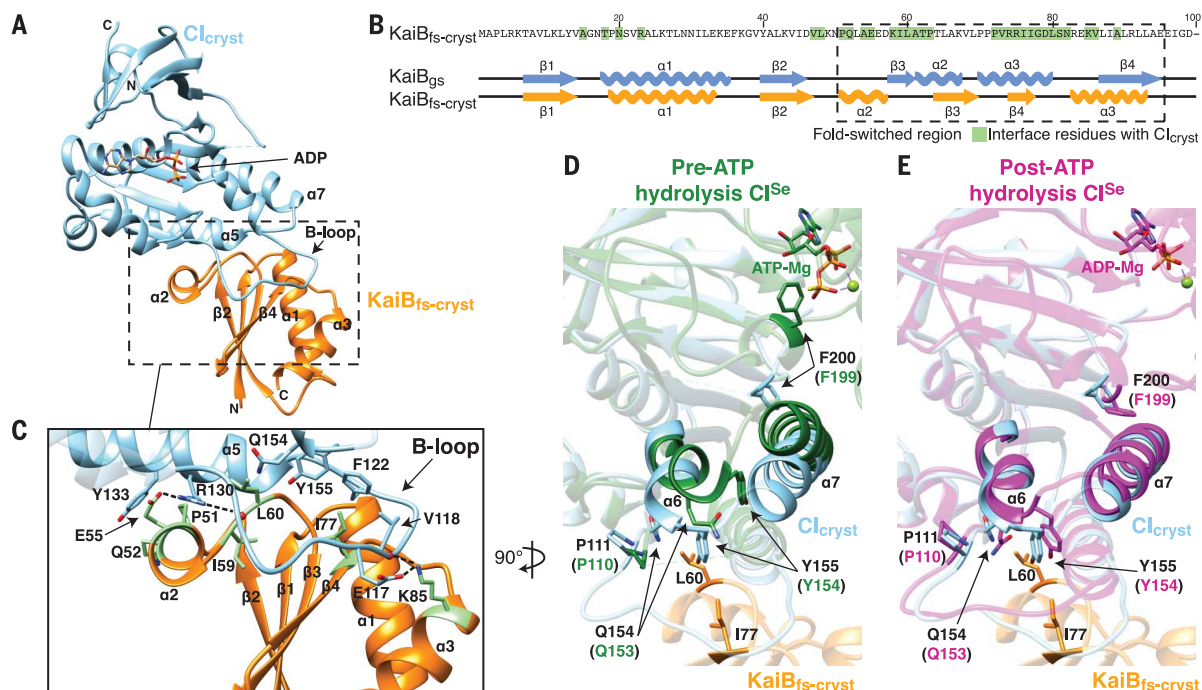 A
C
CIcryst
N
ADP
α7
α5
B-loop
α2
β2
β4
α1
α3
KaiBfs-cryst
N
C
B
20 40 60 80 100
KaiBfs-cryst MAPLRKTAVLKLYVAGNTPNSVRALKTLNNILEKEFKGVYALKVIDVLKNPQLAEEDKILATPTLAKVLPPPVRRIIGDLSNREKVLIALRLLAEEIGD-
β1 α1 β2 β3 α2 α3 β4
KaiBgs
KaiBfs-cryst
β1 α1 β2 α2 β3 β4 α3
Fold-switched region Interface residues with CIcryst
C
Q154
α5
F122
B-loop
Y155
Y133
R130
P51
L60
V118
E55
I77
Q52
I59
β3
β1
β4
β2
E117
K85
α2
α1
α3
90°
D
Pre-ATP
hydrolysis CISe
ATP-Mg
F200
(F199)
α6
α7
CIcryst
P111
(P110)
L60
Y155
(Y154)
Q154
(Q153)
I77
KaiBfs-cryst
E
Post-ATP
hydrolysis CISe
ADP-Mg
F200
(F199)
α6
α7
CIcryst
P111
(P110)
L60
Y155
(Y154)
Q154
(Q153)
I77
KaiBfs-cryst